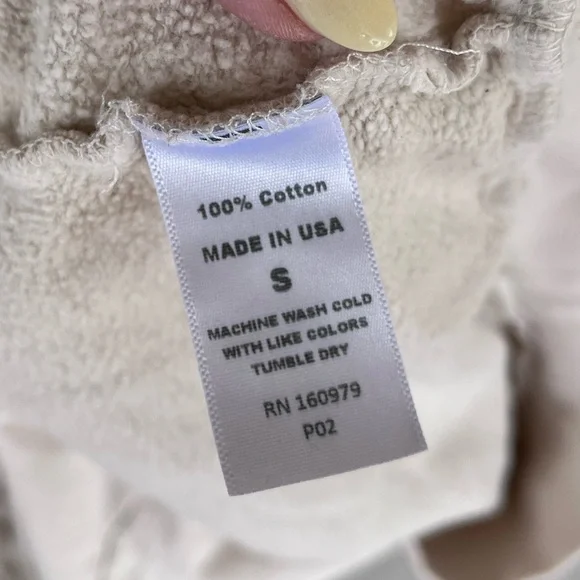 100% Cotton
MADE IN USA
S
MACHINE WASH COLD
WITH LIKE COLORS
TUMBLE DRY
RN 160979
P02